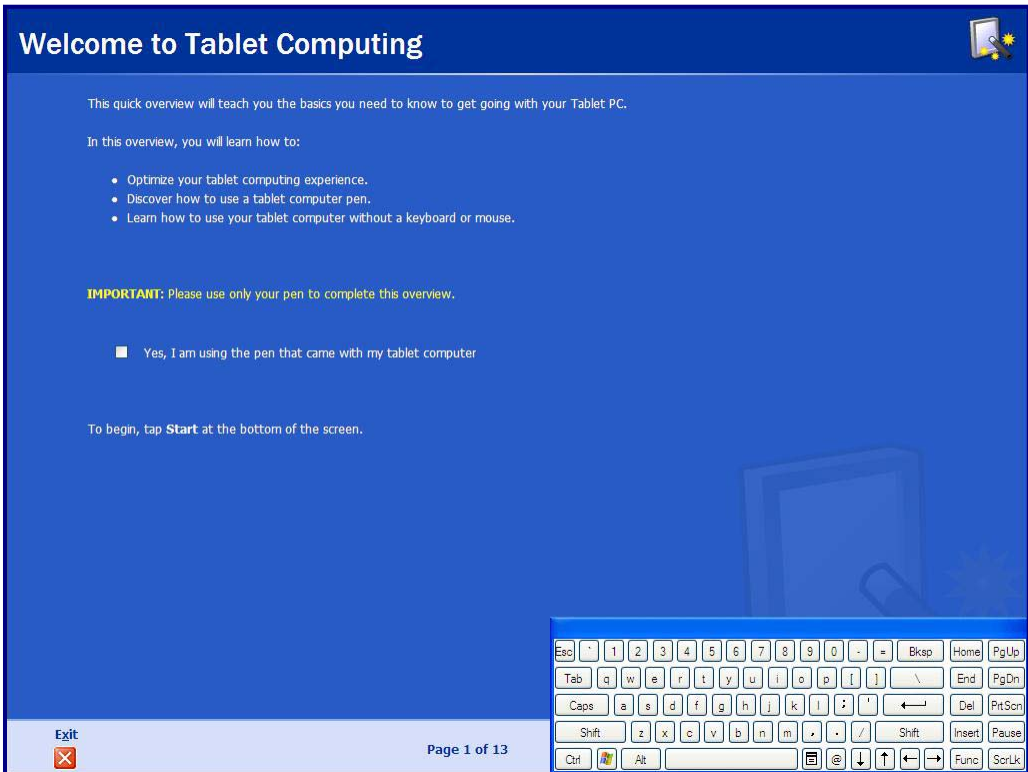 Welcome to Tablet Computing
This quick overview will teach you the basics you need to know to get going with your Tablet PC.
In this overview, you will learn how to:
• Optimize your tablet computing experience.
• Discover how to use a tablet computer pen.
• Learn how to use your tablet computer without a keyboard or mouse.
IMPORTANT: Please use only your pen to complete this overview.
Yes, I am using the pen that came with my tablet computer
To begin, tap Start at the bottom of the screen.
Esc ` 1 2 3 4 5 6 7 8 9 0 - = Bksp Home PgUp
Tab q w e r t y u i o p [ ] \ End PgDn
Caps a s d f g h j k l ; ' Del PrtScn
Shift z x c v b n m , . / Shift Insert Pause
Ctrl Alt @ ↓ ↑ ← → Func ScrLk
Exit
Page 1 of 13